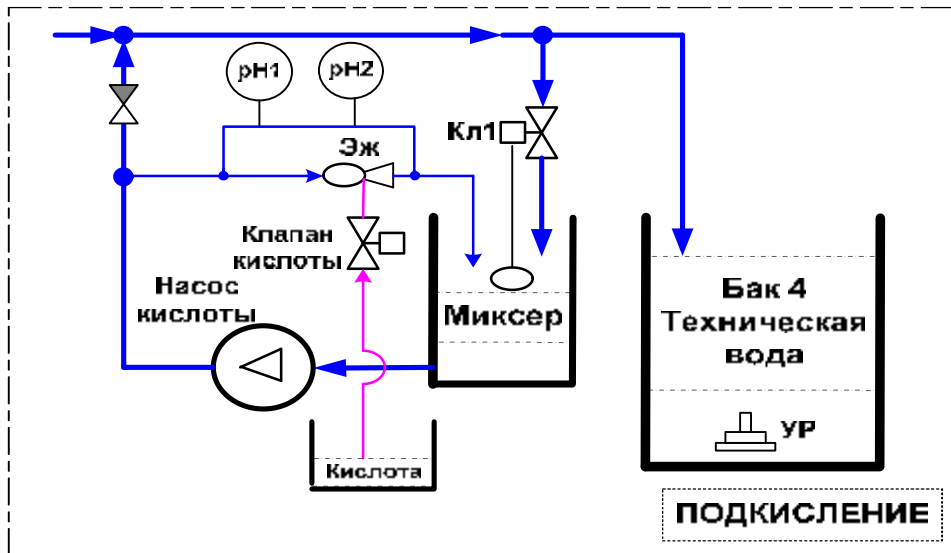 pH1
pH2
Кл1
Эж
Клапан
кислоты
Насос
кислоты
Миксер
Бак 4
Техническая
вода
УР
Кислота
ПОДКИСЛЕНИЕ